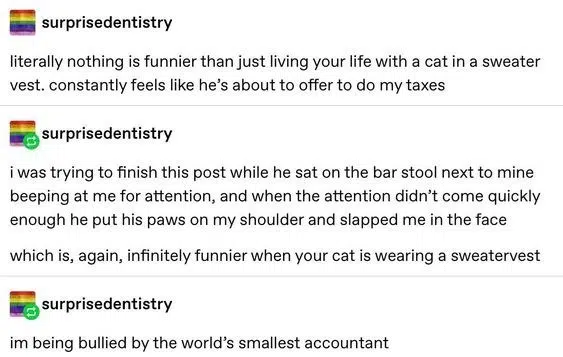 surprisedentistry
literally nothing is funnier than just living your life with a cat in a sweater
vest. constantly feels like he’s about to offer to do my taxes
surprisedentistry
i was trying to finish this post while he sat on the bar stool next to mine
beeping at me for attention, and when the attention didn’t come quickly
enough he put his paws on my shoulder and slapped me in the face
which is, again, infinitely funnier when your cat is wearing a sweatervest
surprisedentistry
im being bullied by the world’s smallest accountant